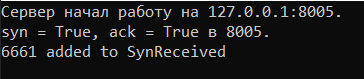 Сервер начал работу на 127.0.0.1:8005.
syn = True, ack = True в 8005.
6661 added to SynReceived